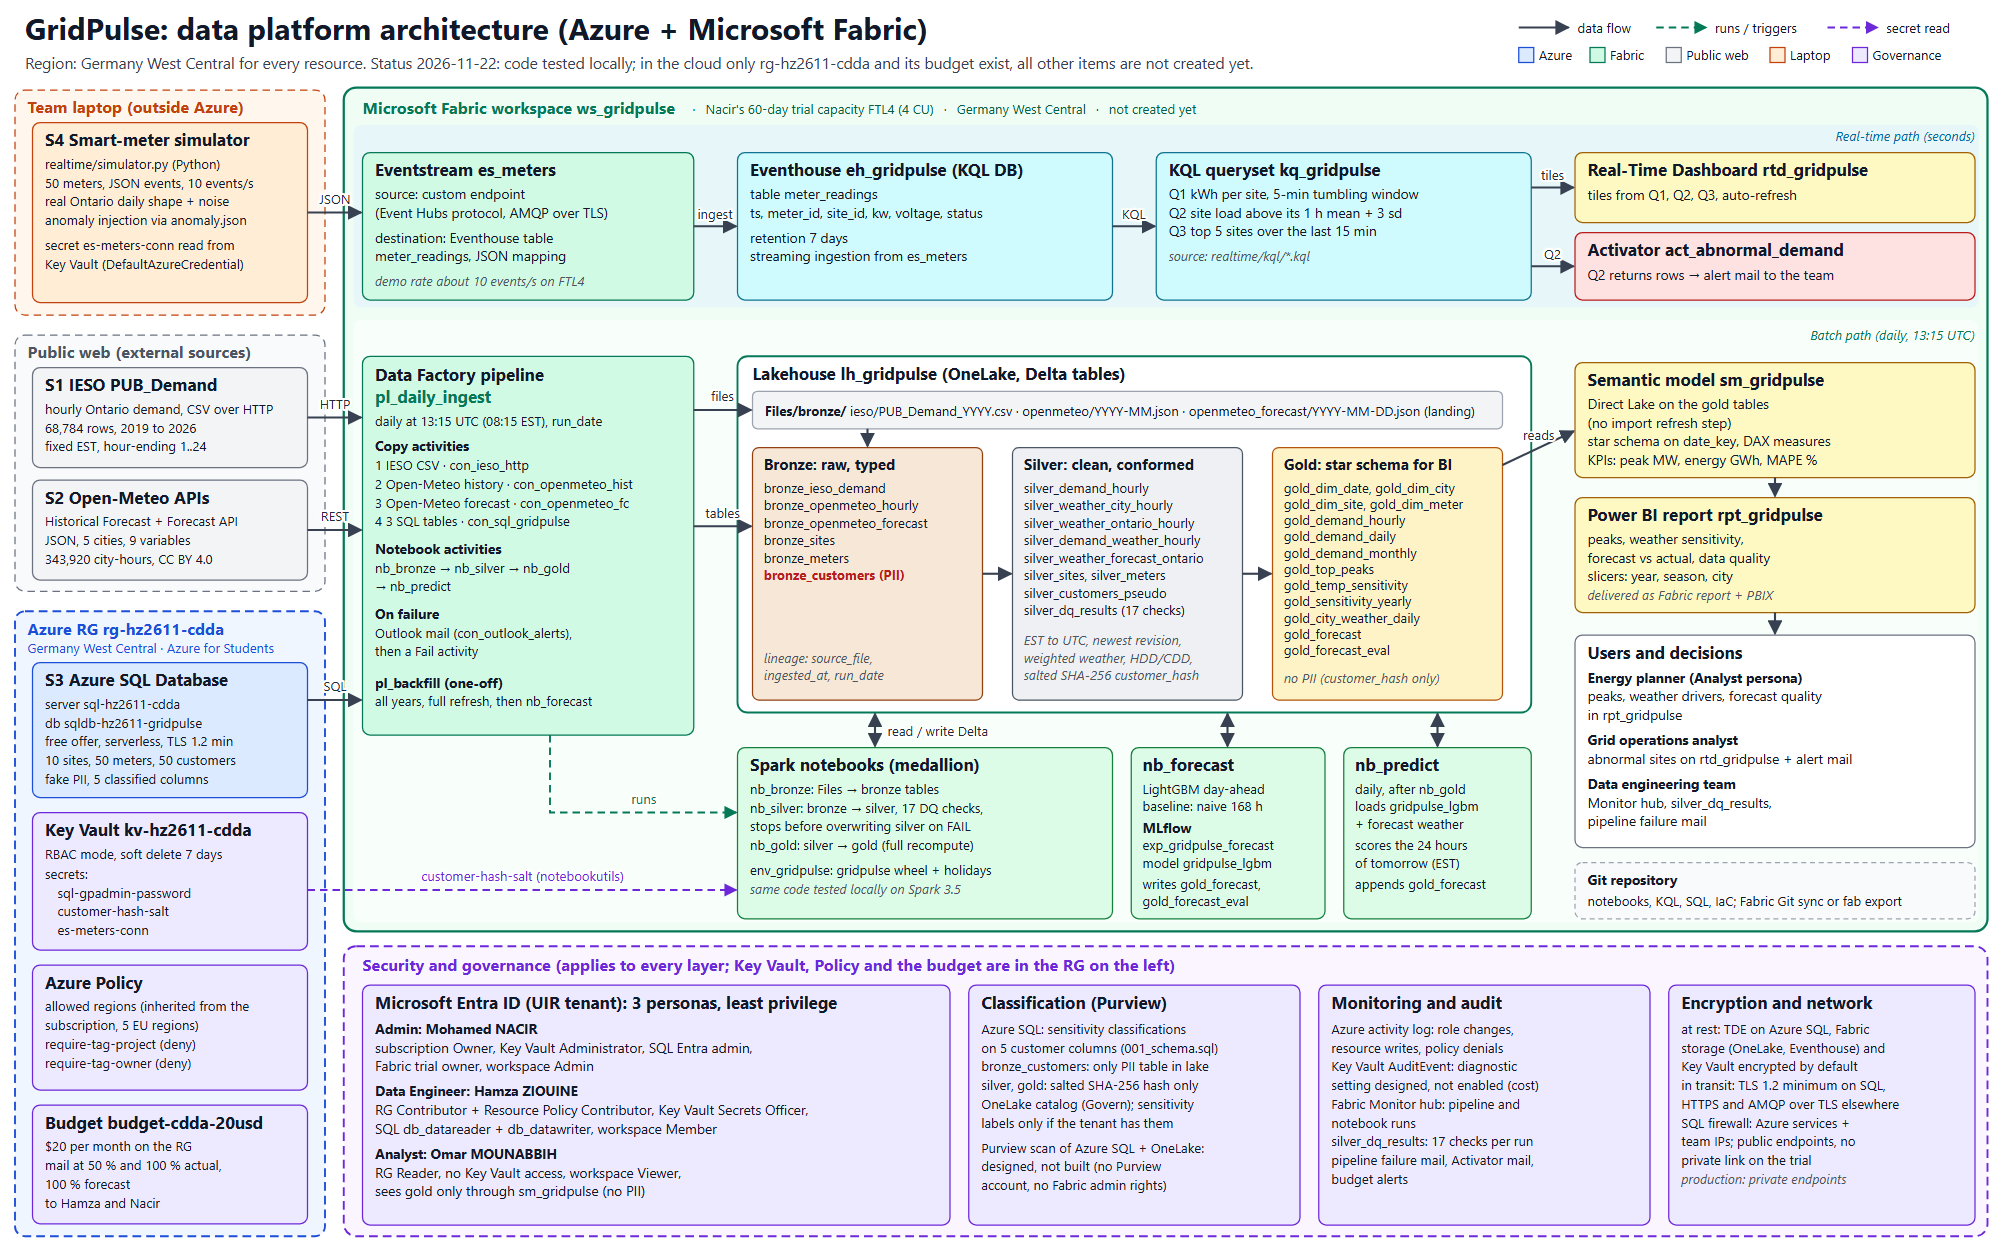 GridPulse: data platform architecture (Azure + Microsoft Fabric)
Region: Germany West Central for every resource. Status 2026-11-22: code tested locally; in the cloud only rg-hz2611-cdda and its budget exist, all other items are not created yet.
data flow
runs / triggers
secret read
Azure
Fabric
Public web
Laptop
Governance
Team laptop (outside Azure)
S4 Smart-meter simulator
realtime/simulator.py (Python)
50 meters, JSON events, 10 events/s
real Ontario daily shape + noise
anomaly injection via anomaly.json
secret es-meters-conn read from
Key Vault (DefaultAzureCredential)
JSON
Public web (external sources)
S1 IESO PUB_Demand
hourly Ontario demand, CSV over HTTP
68,784 rows, 2019 to 2026
fixed EST, hour-ending 1..24
HTTP
S2 Open-Meteo APIs
Historical Forecast + Forecast API
JSON, 5 cities, 9 variables
343,920 city-hours, CC BY 4.0
REST
Azure RG rg-hz2611-cdda
Germany West Central · Azure for Students
S3 Azure SQL Database
server sql-hz2611-cdda
db sqldb-hz2611-gridpulse
free offer, serverless, TLS 1.2 min
10 sites, 50 meters, 50 customers
fake PII, 5 classified columns
SQL
Key Vault kv-hz2611-cdda
RBAC mode, soft delete 7 days
secrets:
sql-gpadmin-password
customer-hash-salt
es-meters-conn
Azure Policy
allowed regions (inherited from the
subscription, 5 EU regions)
require-tag-project (deny)
require-tag-owner (deny)
Budget budget-cdda-20usd
$20 per month on the RG
mail at 50 % and 100 % actual,
100 % forecast
to Hamza and Nacir
Microsoft Fabric workspace ws_gridpulse · Nacir's 60-day trial capacity FTL4 (4 CU) · Germany West Central · not created yet
Real-time path (seconds)
Eventstream es_meters
source: custom endpoint
(Event Hubs protocol, AMQP over TLS)
destination: Eventhouse table
meter_readings, JSON mapping
demo rate about 10 events/s on FTL4
ingest
Eventhouse eh_gridpulse (KQL DB)
table meter_readings
ts, meter_id, site_id, kw, voltage, status
retention 7 days
streaming ingestion from es_meters
KQL
KQL queryset kq_gridpulse
Q1 kWh per site, 5-min tumbling window
Q2 site load above its 1 h mean + 3 sd
Q3 top 5 sites over the last 15 min
source: realtime/kql/*.kql
tiles
Real-Time Dashboard rtd_gridpulse
tiles from Q1, Q2, Q3, auto-refresh
Q2
Activator act_abnormal_demand
Q2 returns rows → alert mail to the team
Batch path (daily, 13:15 UTC)
Data Factory pipeline
pl_daily_ingest
daily at 13:15 UTC (08:15 EST), run_date
Copy activities
1 IESO CSV · con_ieso_http
2 Open-Meteo history · con_openmeteo_hist
3 Open-Meteo forecast · con_openmeteo_fc
4 3 SQL tables · con_sql_gridpulse
Notebook activities
nb_bronze → nb_silver → nb_gold
→ nb_predict
On failure
Outlook mail (con_outlook_alerts),
then a Fail activity
pl_backfill (one-off)
all years, full refresh, then nb_forecast
files
tables
runs
customer-hash-salt (notebookutils)
Lakehouse lh_gridpulse (OneLake, Delta tables)
Files/bronze/ ieso/PUB_Demand_YYYY.csv · openmeteo/YYYY-MM.json · openmeteo_forecast/YYYY-MM-DD.json (landing)
Bronze: raw, typed
bronze_ieso_demand
bronze_openmeteo_hourly
bronze_openmeteo_forecast
bronze_sites
bronze_meters
bronze_customers (PII)
lineage: source_file,
ingested_at, run_date
Silver: clean, conformed
silver_demand_hourly
silver_weather_city_hourly
silver_weather_ontario_hourly
silver_demand_weather_hourly
silver_weather_forecast_ontario
silver_sites, silver_meters
silver_customers_pseudo
silver_dq_results (17 checks)
EST to UTC, newest revision,
weighted weather, HDD/CDD,
salted SHA-256 customer_hash
Gold: star schema for BI
gold_dim_date, gold_dim_city
gold_dim_site, gold_dim_meter
gold_demand_hourly
gold_demand_daily
gold_demand_monthly
gold_top_peaks
gold_temp_sensitivity
gold_sensitivity_yearly
gold_city_weather_daily
gold_forecast
gold_forecast_eval
no PII (customer_hash only)
reads
read / write Delta
Spark notebooks (medallion)
nb_bronze: Files → bronze tables
nb_silver: bronze → silver, 17 DQ checks,
stops before overwriting silver on FAIL
nb_gold: silver → gold (full recompute)
env_gridpulse: gridpulse wheel + holidays
same code tested locally on Spark 3.5
nb_forecast
LightGBM day-ahead
baseline: naive 168 h
MLflow
exp_gridpulse_forecast
model gridpulse_lgbm
writes gold_forecast,
gold_forecast_eval
nb_predict
daily, after nb_gold
loads gridpulse_lgbm
+ forecast weather
scores the 24 hours
of tomorrow (EST)
appends gold_forecast
Semantic model sm_gridpulse
Direct Lake on the gold tables
(no import refresh step)
star schema on date_key, DAX measures
KPIs: peak MW, energy GWh, MAPE %
Power BI report rpt_gridpulse
peaks, weather sensitivity,
forecast vs actual, data quality
slicers: year, season, city
delivered as Fabric report + PBIX
Users and decisions
Energy planner (Analyst persona)
peaks, weather drivers, forecast quality
in rpt_gridpulse
Grid operations analyst
abnormal sites on rtd_gridpulse + alert mail
Data engineering team
Monitor hub, silver_dq_results,
pipeline failure mail
Git repository
notebooks, KQL, SQL, IaC; Fabric Git sync or fab export
Security and governance (applies to every layer; Key Vault, Policy and the budget are in the RG on the left)
Microsoft Entra ID (UIR tenant): 3 personas, least privilege
Admin: Mohamed NACIR
subscription Owner, Key Vault Administrator, SQL Entra admin,
Fabric trial owner, workspace Admin
Data Engineer: Hamza ZIOUINE
RG Contributor + Resource Policy Contributor, Key Vault Secrets Officer,
SQL db_datareader + db_datawriter, workspace Member
Analyst: Omar MOUNABBIH
RG Reader, no Key Vault access, workspace Viewer,
sees gold only through sm_gridpulse (no PII)
Classification (Purview)
Azure SQL: sensitivity classifications
on 5 customer columns (001_schema.sql)
bronze_customers: only PII table in lake
silver, gold: salted SHA-256 hash only
OneLake catalog (Govern); sensitivity
labels only if the tenant has them
Purview scan of Azure SQL + OneLake:
designed, not built (no Purview
account, no Fabric admin rights)
Monitoring and audit
Azure activity log: role changes,
resource writes, policy denials
Key Vault AuditEvent: diagnostic
setting designed, not enabled (cost)
Fabric Monitor hub: pipeline and
notebook runs
silver_dq_results: 17 checks per run
pipeline failure mail, Activator mail,
budget alerts
Encryption and network
at rest: TDE on Azure SQL, Fabric
storage (OneLake, Eventhouse) and
Key Vault encrypted by default
in transit: TLS 1.2 minimum on SQL,
HTTPS and AMQP over TLS elsewhere
SQL firewall: Azure services +
team IPs; public endpoints, no
private link on the trial
production: private endpoints